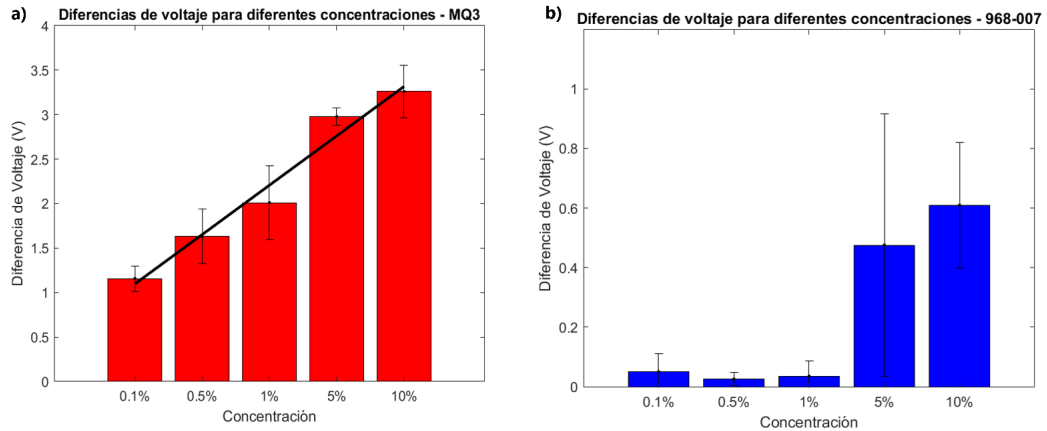 a)
Diferencias de voltaje para diferentes concentraciones - MQ3
4
3.5
3
2.5
2
1.5
1
0.5
0
Diferencia de Voltaje (V)
0.1% 0.5% 1% 5% 10%
Concentración
b)
Diferencias de voltaje para diferentes concentraciones - 968-007
1
0.8
0.6
0.4
0.2
0
Diferencia de Voltaje (V)
0.1% 0.5% 1% 5% 10%
Concentración